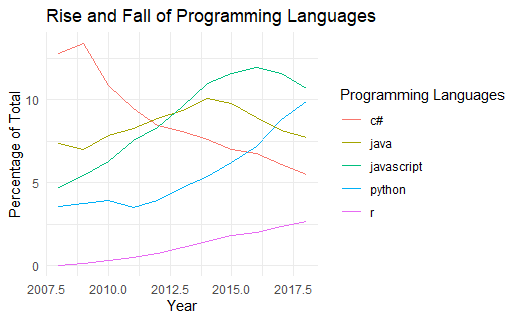 Rise and Fall of Programming Languages
Percentage of Total
10
5
0
2007.5 2010.0 2012.5 2015.0 2017.5
Year
Programming Languages
c#
java
javascript
python
r